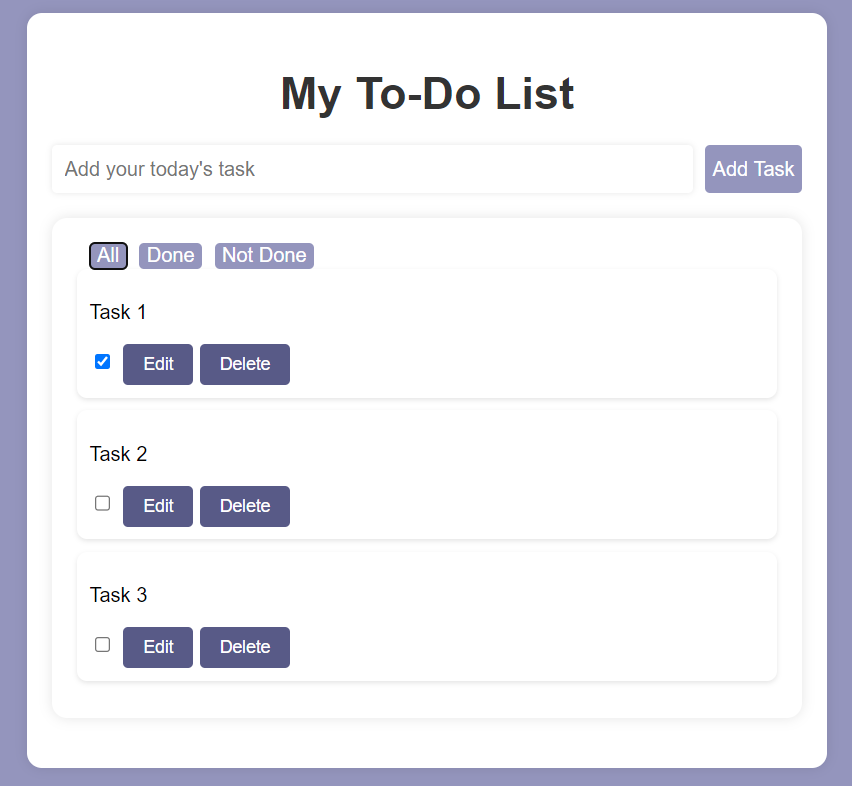 My To-Do List
Add your today's task Add Task
All Done Not Done
Task 1
Edit Delete
Task 2
Edit Delete
Task 3
Edit Delete